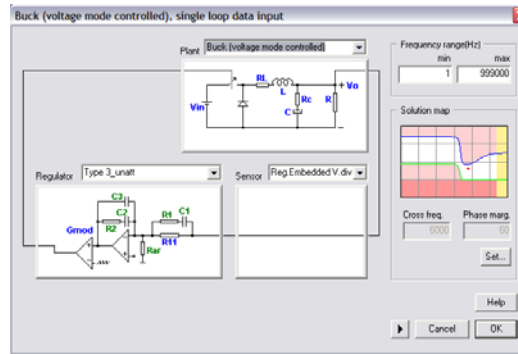 Buck (voltage mode controlled), single loop data input
Plant Buck (voltage mode controlled)
RL
L
+ Vo
Rc
R
Vin
C
Frequency range(Hz)
min max
1 999000
Solution map
Cross freq. Phase marg.
6000 60
Set...
Regulator Type 3_unatt
Sensor Reg.Embedded V.div
C3
C2
R2
Gmod
R1
C1
R11
Rar
Help
Cancel
OK